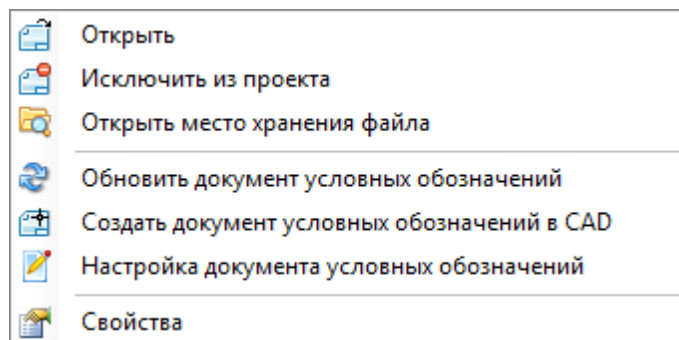 Открыть
Исключить из проекта
Открыть место хранения файла
Обновить документ условных обозначений
Создать документ условных обозначений в CAD
Настройка документа условных обозначений
Свойства